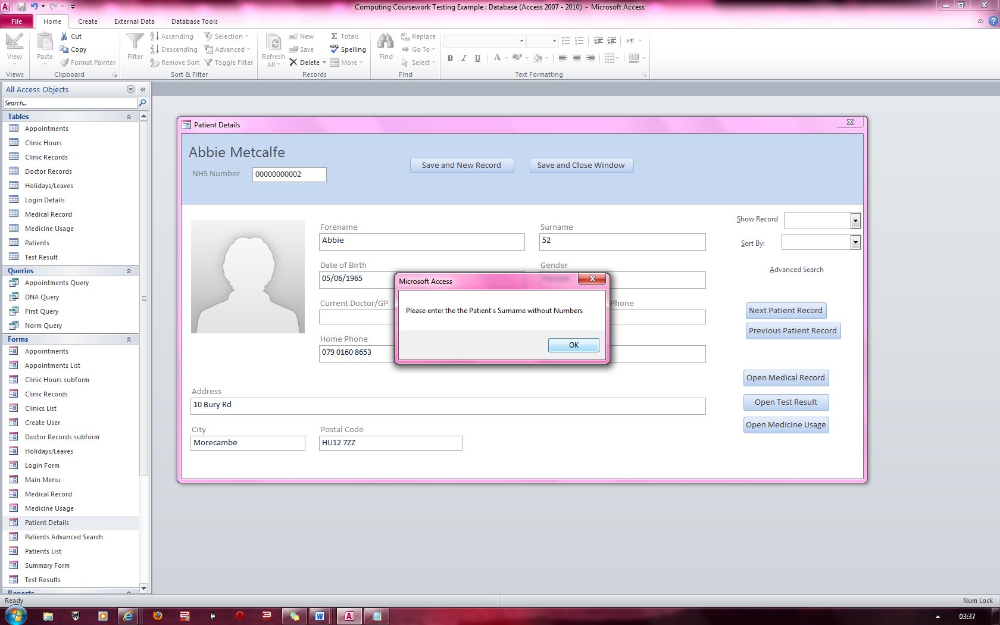 Computing Coursework Testing Example : Database (Access 2007 - 2010) - Microsoft Access
File Home Create External Data Database Tools
View
Views
Paste
Cut
Copy
Format Painter
Clipboard
Filter
Ascending
Descending
Remove Sort
Selection
Advanced
Toggle Filter
Sort & Filter
Refresh All
New
Save
Delete
Totals
Spelling
More
Records
Find
Replace
Go To
Select
Find
Text Formatting
All Access Objects
Search...
Tables
Appointments
Clinic Hours
Clinic Records
Doctor Records
Holidays/Leaves
Login Details
Medical Record
Medicine Usage
Patients
Test Result
Queries
Appointments Query
DNA Query
First Query
Norm Query
Forms
Appointments
Appointments List
Clinic Hours subform
Clinic Records
Clinics List
Create User
Doctor Records subform
Holidays/Leaves
Login Form
Main Menu
Medical Record
Medicine Usage
Patient Details
Patients Advanced Search
Patients List
Summary Form
Test Results
Reports
Patient Details
Abbie Metcalfe
NHS Number 00000000002
Save and New Record Save and Close Window
Forename Surname
Abbie 52
Date of Birth Gender
05/06/1965
Current Doctor/GP Phone
Home Phone
079 0160 8653
Address
10 Bury Rd
City Postal Code
Morecambe HU12 7ZZ
Show Record
Sort By:
Advanced Search
Next Patient Record
Previous Patient Record
Open Medical Record
Open Test Result
Open Medicine Usage
Microsoft Access
Please enter the the Patient's Surname without Numbers
OK
Ready Num Lock
03:37